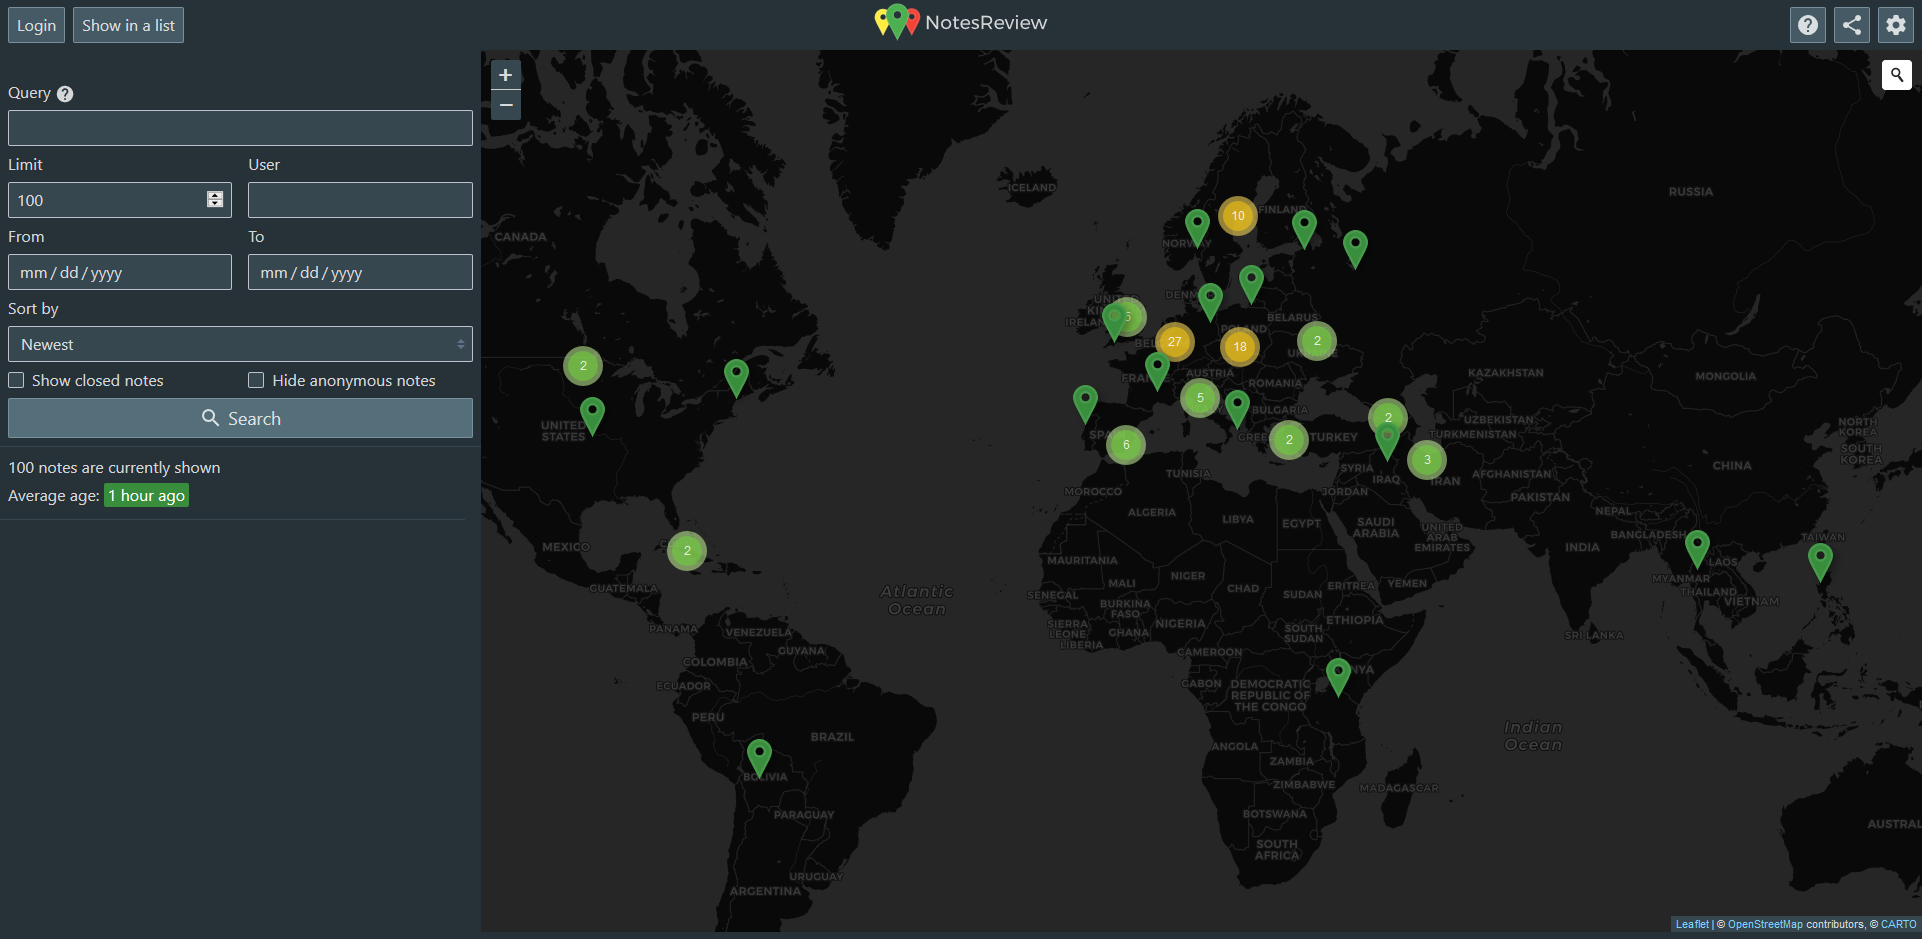 Login
Show in a list
NotesReview
Query
Limit
User
100
From
To
mm / dd / yyyy
mm / dd / yyyy
Sort by
Newest
Show closed notes
Hide anonymous notes
Search
100 notes are currently shown
Average age: 1 hour ago
+
−
ICELAND
RUSSIA
CANADA
10
FINLAND
NORWAY
DENM
UNITED
KIN
IRELAND
5
BELARUS
POLAND
BEL
27
18
2
UKRAINE
2
FRANCE
AUSTRIA
ROMANIA
KAZAKHSTAN
MONGOLIA
5
BULGARIA
2
UZBEKISTAN
NORTH
KOREA
UNITED
STATES
SPA
6
GREE
2
TURKEY
TURKMENISTAN
SOUTH
KOREA
3
CHINA
TUNISIA
SYRIA
IRAQ
IRAN
AFGHANISTAN
MOROCCO
JORDAN
PAKISTAN
ALGERIA
LIBYA
EGYPT
SAUDI
ARABIA
UNITED
ARAB
EMIRATES
NEPAL
BANGLADESH
TAIWAN
MEXICO
2
INDIA
MAURITANIA
LAOS
MYANMAR
GUATEMALA
Atlantic
Ocean
MALI
NIGER
CHAD
SUDAN
ERITREA
YEMEN
THAILAND
VIETNAM
SENEGAL
BURKINA
FASO
PANAMA
VENEZUELA
SIERRA
LEONE
LIBERIA
GHANA
NIGERIA
SOUTH
SUDAN
ETHIOPIA
SRI LANKA
GUYANA
COLOMBIA
CAMEROON
ECUADOR
GABON
DEMOCRATIC
REPUBLIC OF
THE CONGO
NYA
PERU
BRAZIL
Indian
Ocean
ANGOLA
ZAMBIA
BOLIVIA
ZIMBABWE
MADAGASCAR
PARAGUAY
BOTSWANA
AUSTRAL
SOUTH
AFRICA
URUGUAY
ARGENTINA
Leaflet | © OpenStreetMap contributors, © CARTO